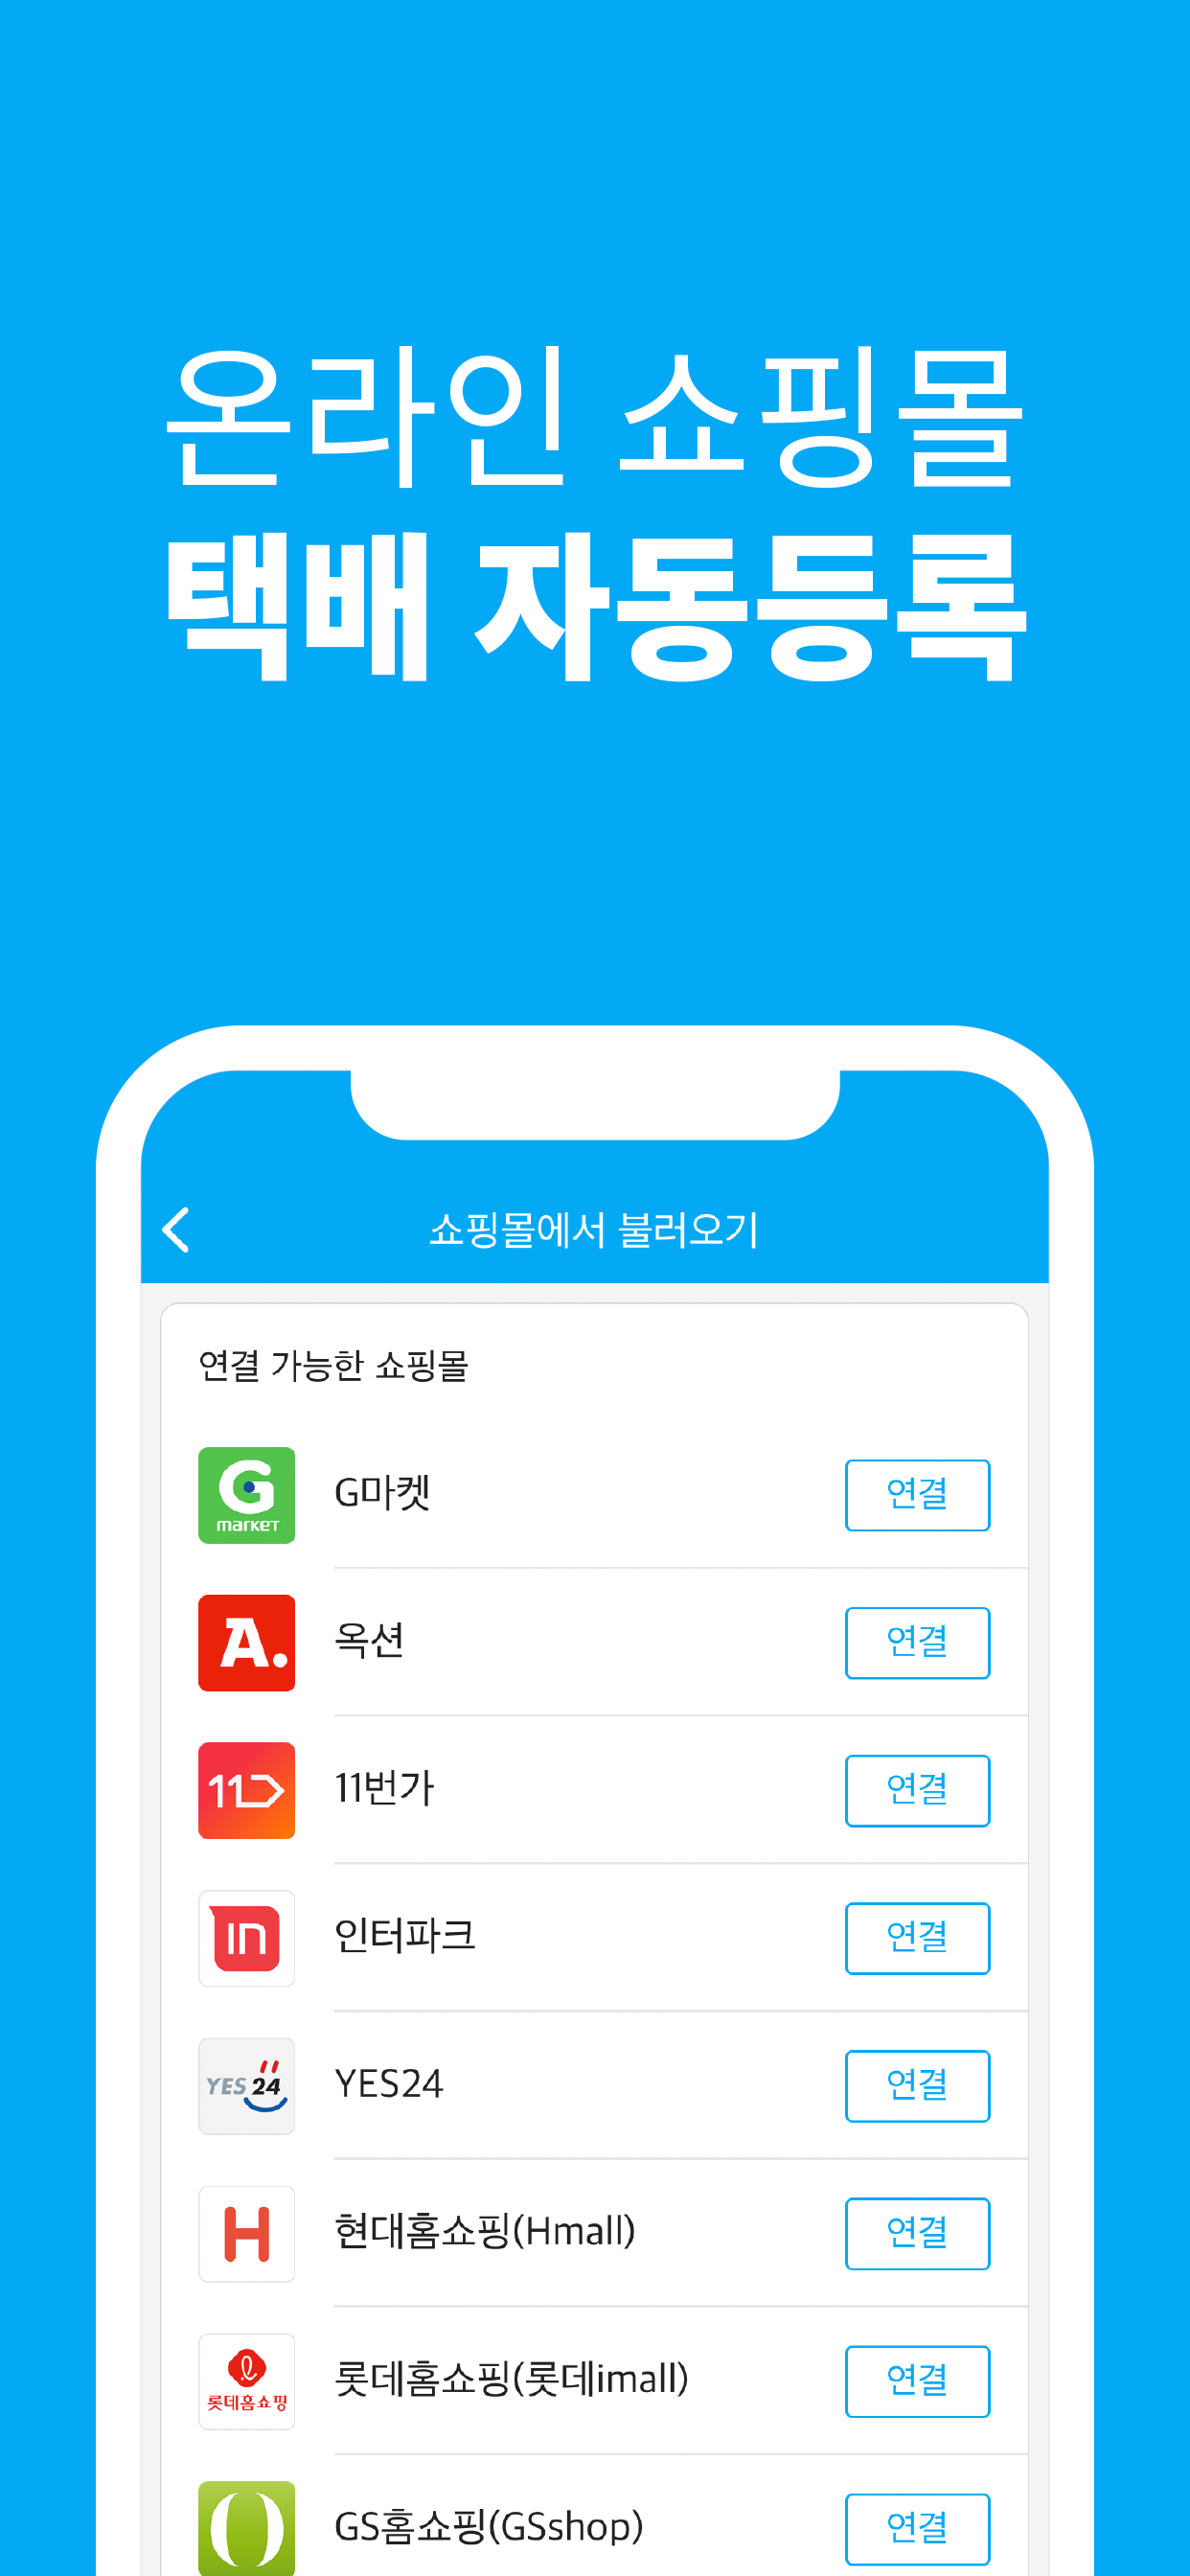 온라인 쇼핑몰
택배 자동등록
쇼핑몰에서 불러오기
연결 가능한 쇼핑몰
G market G마켓 연결
A. 옥션 연결
11 11번가 연결
in 인터파크 연결
YES24 YES24 연결
H 현대홈쇼핑(Hmall) 연결
롯데홈쇼핑 롯데홈쇼핑(롯데imall) 연결
GS홈쇼핑(GSshop) 연결